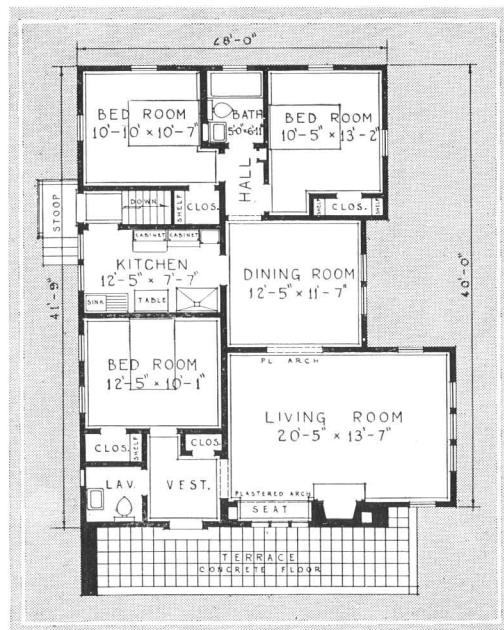 28'-0"
BED ROOM
10'-10" × 10'-7"
BATH
5'-0" × 6'-11"
BED ROOM
10'-5" × 13'-2"
HALL
STOOP
DOWN
SHELF
CLOS.
SHELF
CLOS.
SHELF
CABINET
CABINET
KITCHEN
12'-5" × 7'-7"
SINK
TABLE
DINING ROOM
12'-5" × 11'-7"
41'-9"
40'-0"
PL. ARCH
BED ROOM
12'-5" × 10'-1"
LIVING ROOM
20'-5" × 13'-7"
CLOS.
SHELF
CLOS.
LAV.
VEST.
PLASTERED ARCH
SEAT
TERRACE
CONCRETE FLOOR